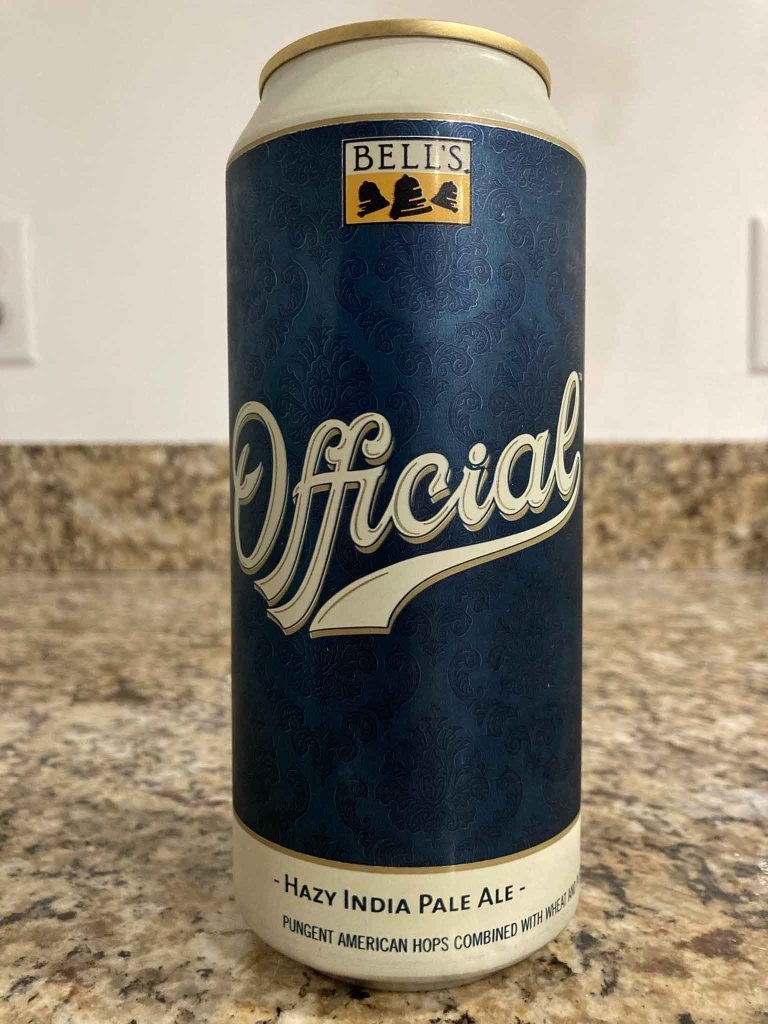 BELL'S
Official
- HAZY INDIA PALE ALE -
PUNGENT AMERICAN HOPS COMBINED WITH WHEAT AND